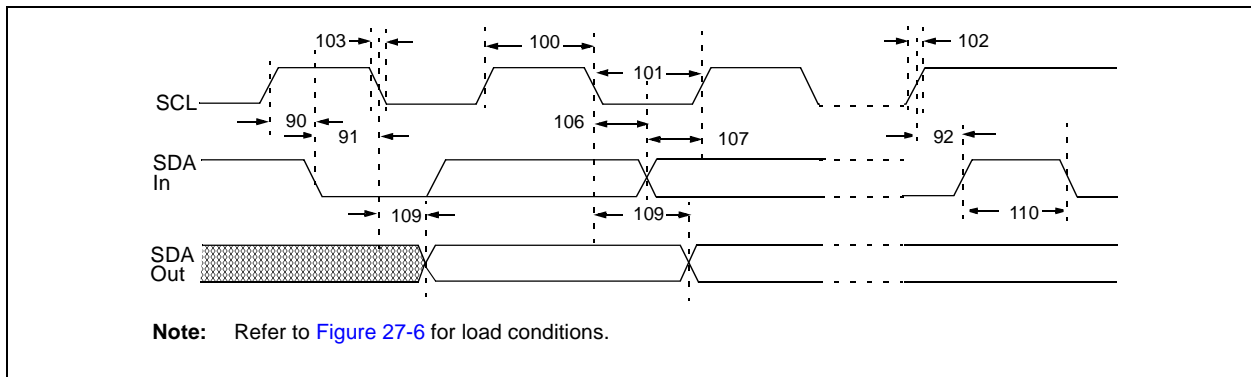 103 100 102
101
SCL
90 91 106 107 92
SDA
In
109 109 110
SDA
Out
Note: Refer to Figure 27-6 for load conditions.